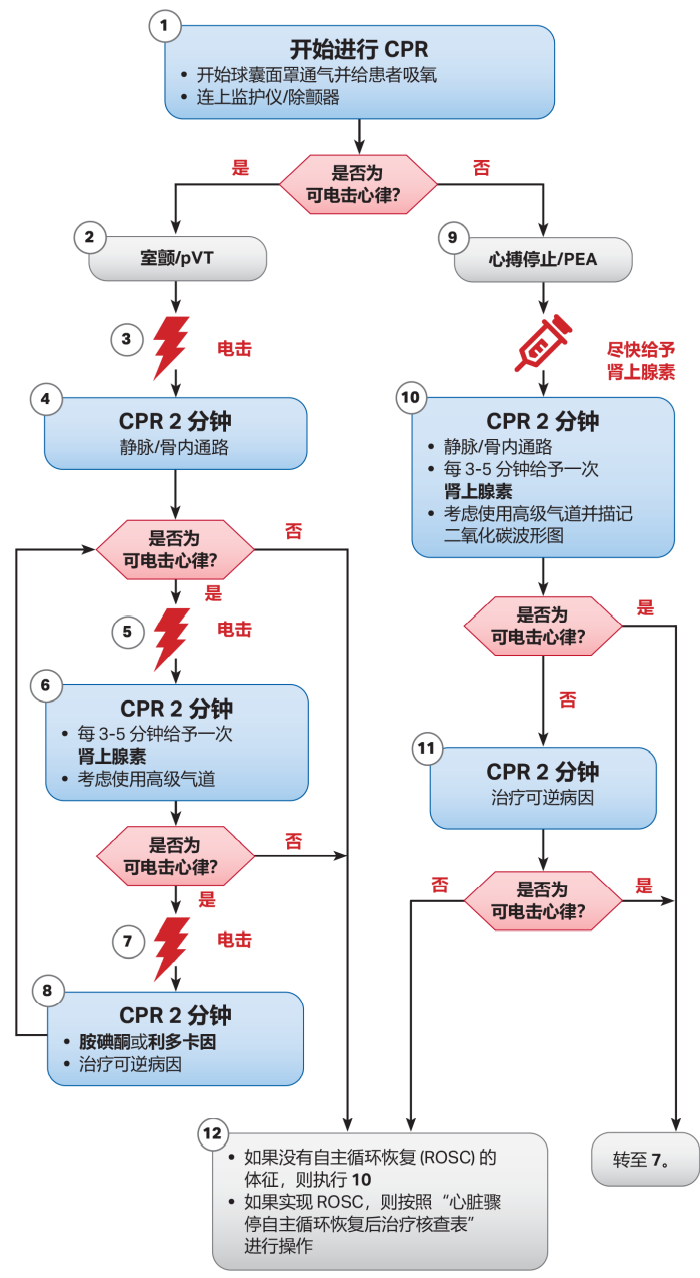 1
开始进行 CPR
• 开始球囊面罩通气并给患者吸氧
• 连上监护仪/除颤器
是否为
可电击心律？
是
否
2
室颤/pVT
3
电击
4
CPR 2 分钟
静脉/骨内通路
是否为
可电击心律？
否
是
5
电击
6
CPR 2 分钟
• 每 3-5 分钟给予一次
肾上腺素
• 考虑使用高级气道
是否为
可电击心律？
否
是
7
电击
8
CPR 2 分钟
• 胺碘酮或利多卡因
• 治疗可逆病因
9
心搏停止/PEA
尽快给予
肾上腺素
10
CPR 2 分钟
• 静脉/骨内通路
• 每 3-5 分钟给予一次
肾上腺素
• 考虑使用高级气道并描记
二氧化碳波形图
是否为
可电击心律？
是
否
11
CPR 2 分钟
治疗可逆病因
是否为
可电击心律？
否
是
12
• 如果没有自主循环恢复 (ROSC) 的
体征，则执行 10
• 如果实现 ROSC，则按照“心脏骤
停自主循环恢复后治疗核查表”
进行操作
转至 7。